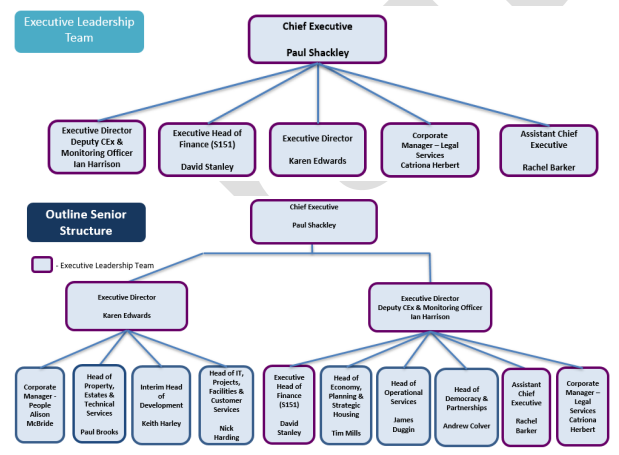 Executive Leadership
Team
Chief Executive
Paul Shackley
Executive Director
Deputy CEx &
Monitoring Officer
Ian Harrison
Executive Head of
Finance (S151)
David Stanley
Executive Director
Karen Edwards
Corporate
Manager – Legal
Services
Catriona Herbert
Assistant Chief
Executive
Rachel Barker
Outline Senior
Structure
- Executive Leadership Team
Chief Executive
Paul Shackley
Executive Director
Karen Edwards
Executive Director
Deputy CEx & Monitoring Officer
Ian Harrison
Corporate
Manager -
People
Alison
McBride
Head of
Property,
Estates &
Technical
Services
Paul Brooks
Interim Head
of
Development
Keith Harley
Head of IT,
Projects,
Facilities &
Customer
Services
Nick
Harding
Executive
Head of
Finance
(S151)
David
Stanley
Head of
Economy,
Planning &
Strategic
Housing
Tim Mills
Head of
Operational
Services
James
Duggin
Head of
Democracy &
Partnerships
Andrew Colver
Assistant
Chief
Executive
Rachel
Barker
Corporate
Manager –
Legal
Services
Catriona
Herbert